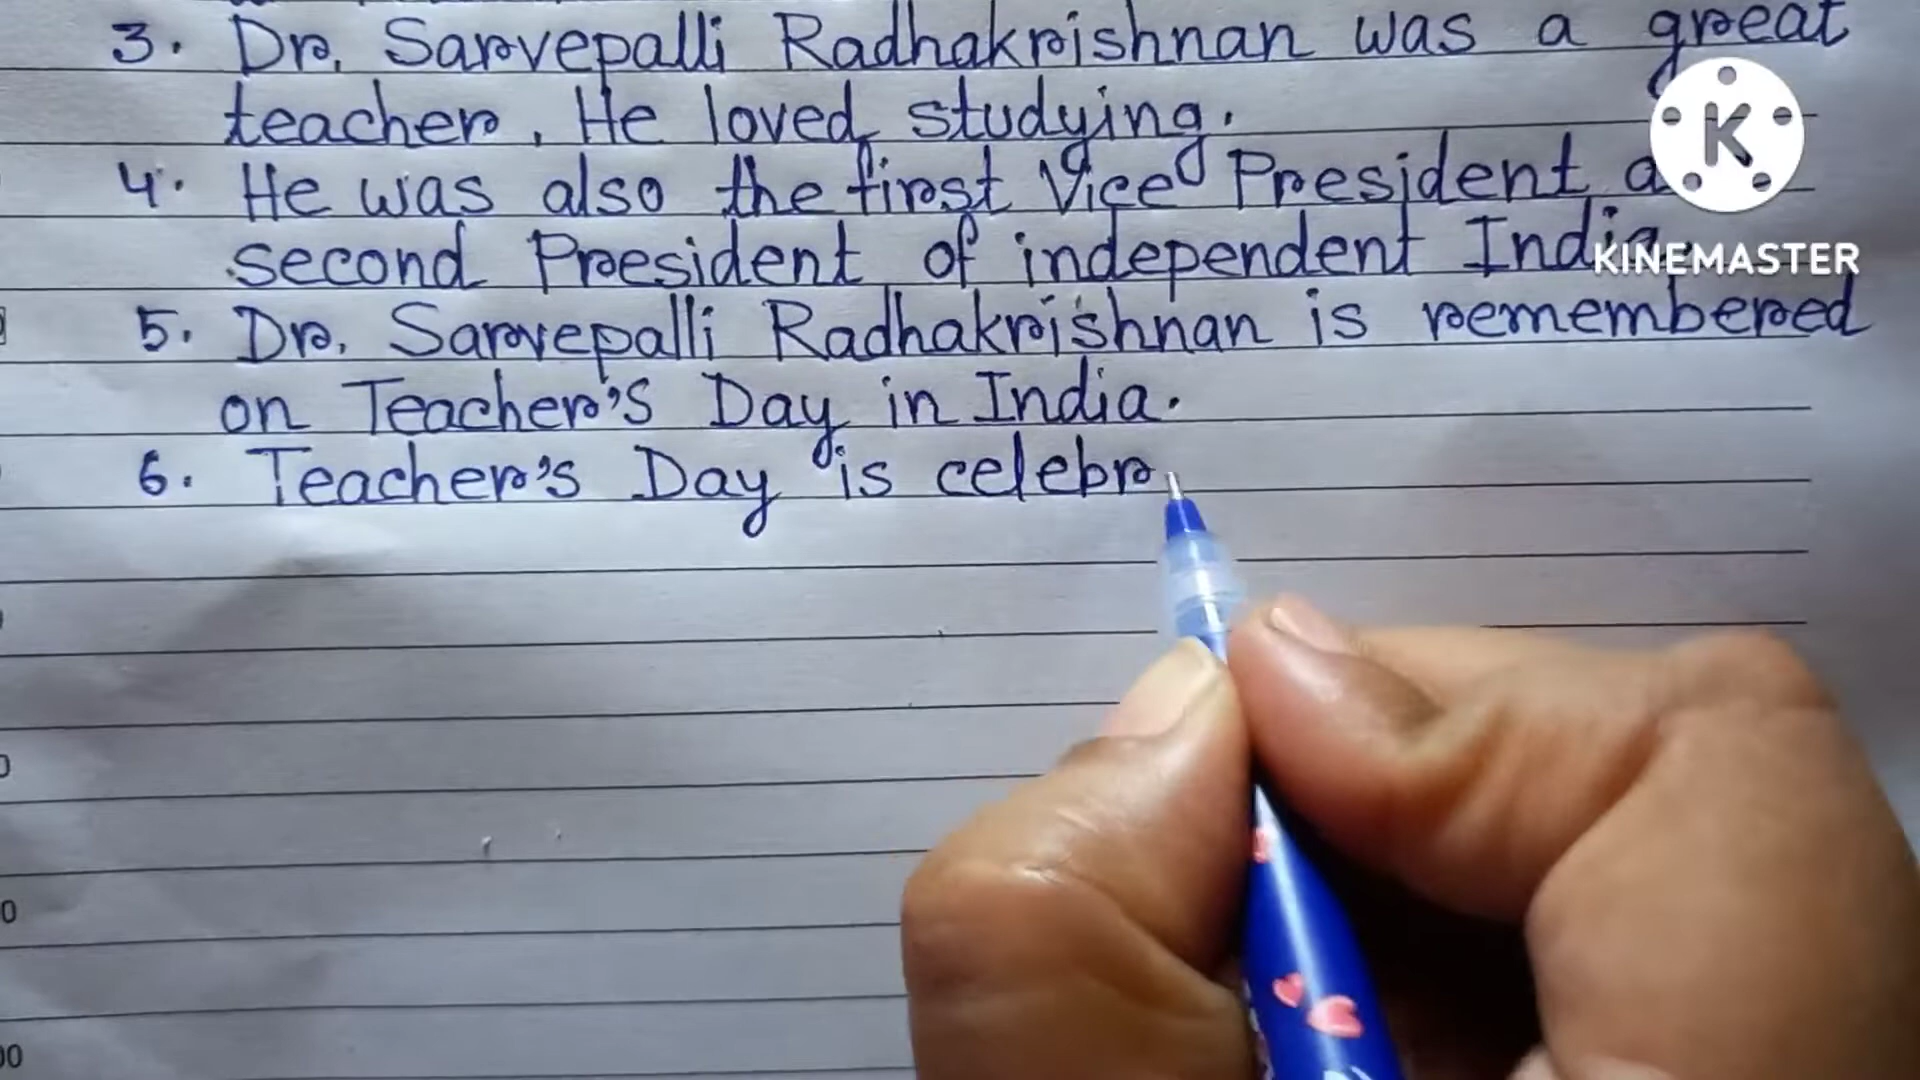 3. Dr. Sarvepalli Radhakrishnan was a great
teacher. He loved studying.
4. He was also the first Vice President
second President of independent India.
5. Dr. Sarvepalli Radhakrishnan is remembered
on Teacher's Day in India.
6. Teacher's Day is celebr
K
KINEMASTER